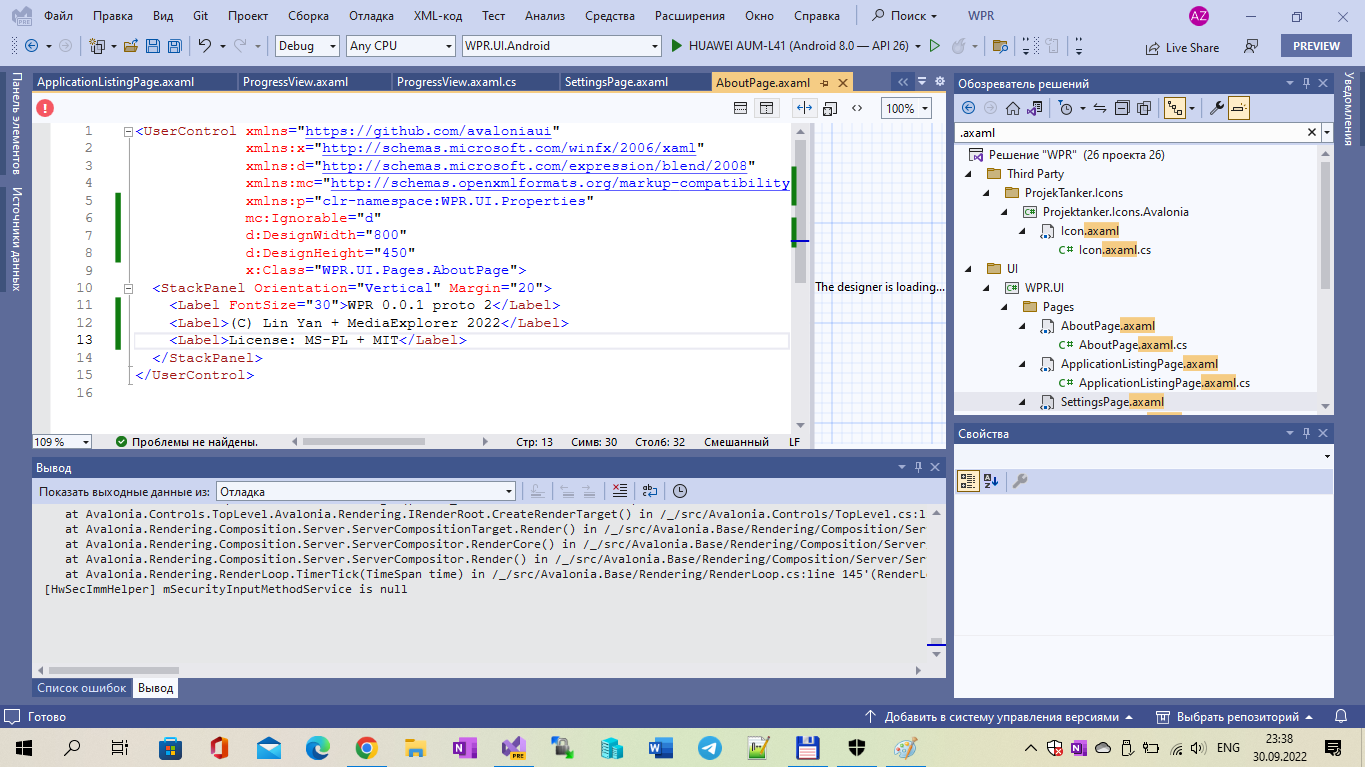 Файл Правка Вид Git Проект Сборка Отладка XML-код Тест Анализ Средства Расширения Окно Справка Поиск WPR AZ
Debug Any CPU WPR.UI.Android HUAWEI AUM-L41 (Android 8.0 — API 26) Live Share PREVIEW
Панель элементов
Источники данных
ApplicationListingPage.axaml ProgressView.axaml ProgressView.axaml.cs SettingsPage.axaml AboutPage.axaml
100%
1 <UserControl xmlns="https://github.com/avaloniaui"
2 xmlns:x="http://schemas.microsoft.com/winfx/2006/xaml"
3 xmlns:d="http://schemas.microsoft.com/expression/blend/2008"
4 xmlns:mc="http://schemas.openxmlformats.org/markup-compatibility
5 xmlns:p="clr-namespace:WPR.UI.Properties"
6 mc:Ignorable="d"
7 d:DesignWidth="800"
8 d:DesignHeight="450"
9 x:Class="WPR.UI.Pages.AboutPage">
10 <StackPanel Orientation="Vertical" Margin="20">
11 <Label FontSize="30">WPR 0.0.1 proto 2</Label>
12 <Label>(C) Lin Yan + MediaExplorer 2022</Label>
13 <Label>License: MS-PL + MIT</Label>
14 </StackPanel>
15 </UserControl>
16
The designer is loading...
109 % Проблемы не найдены. Стр: 13 Симв: 30 Столб: 32 Смешанный LF
Вывод
Показать выходные данные из: Отладка
at Avalonia.Controls.TopLevel.Avalonia.Rendering.IRenderRoot.CreateRenderTarget() in /_/src/Avalonia.Controls/TopLevel.cs:l
at Avalonia.Rendering.Composition.Server.ServerCompositionTarget.Render() in /_/src/Avalonia.Base/Rendering/Composition/Ser
at Avalonia.Rendering.Composition.Server.ServerCompositor.RenderCore() in /_/src/Avalonia.Base/Rendering/Composition/Server
at Avalonia.Rendering.Composition.Server.ServerCompositor.Render() in /_/src/Avalonia.Base/Rendering/Composition/Server/Ser
at Avalonia.Rendering.RenderLoop.TimerTick(TimeSpan time) in /_/src/Avalonia.Base/Rendering/RenderLoop.cs:line 145'(RenderLo
[HwSecImmHelper] mSecurityInputMethodService is null
Список ошибок Вывод
Обозреватель решений
.axaml
Решение "WPR" (26 проекта 26)
Third Party
ProjekTanker.Icons
Projektanker.Icons.Avalonia
Icon.axaml
C# Icon.axaml.cs
UI
WPR.UI
Pages
AboutPage.axaml
C# AboutPage.axaml.cs
ApplicationListingPage.axaml
C# ApplicationListingPage.axaml.cs
SettingsPage.axaml
Свойства
Уведомления
Готово Добавить в систему управления версиями Выбрать репозиторий
ENG 23:38
30.09.2022